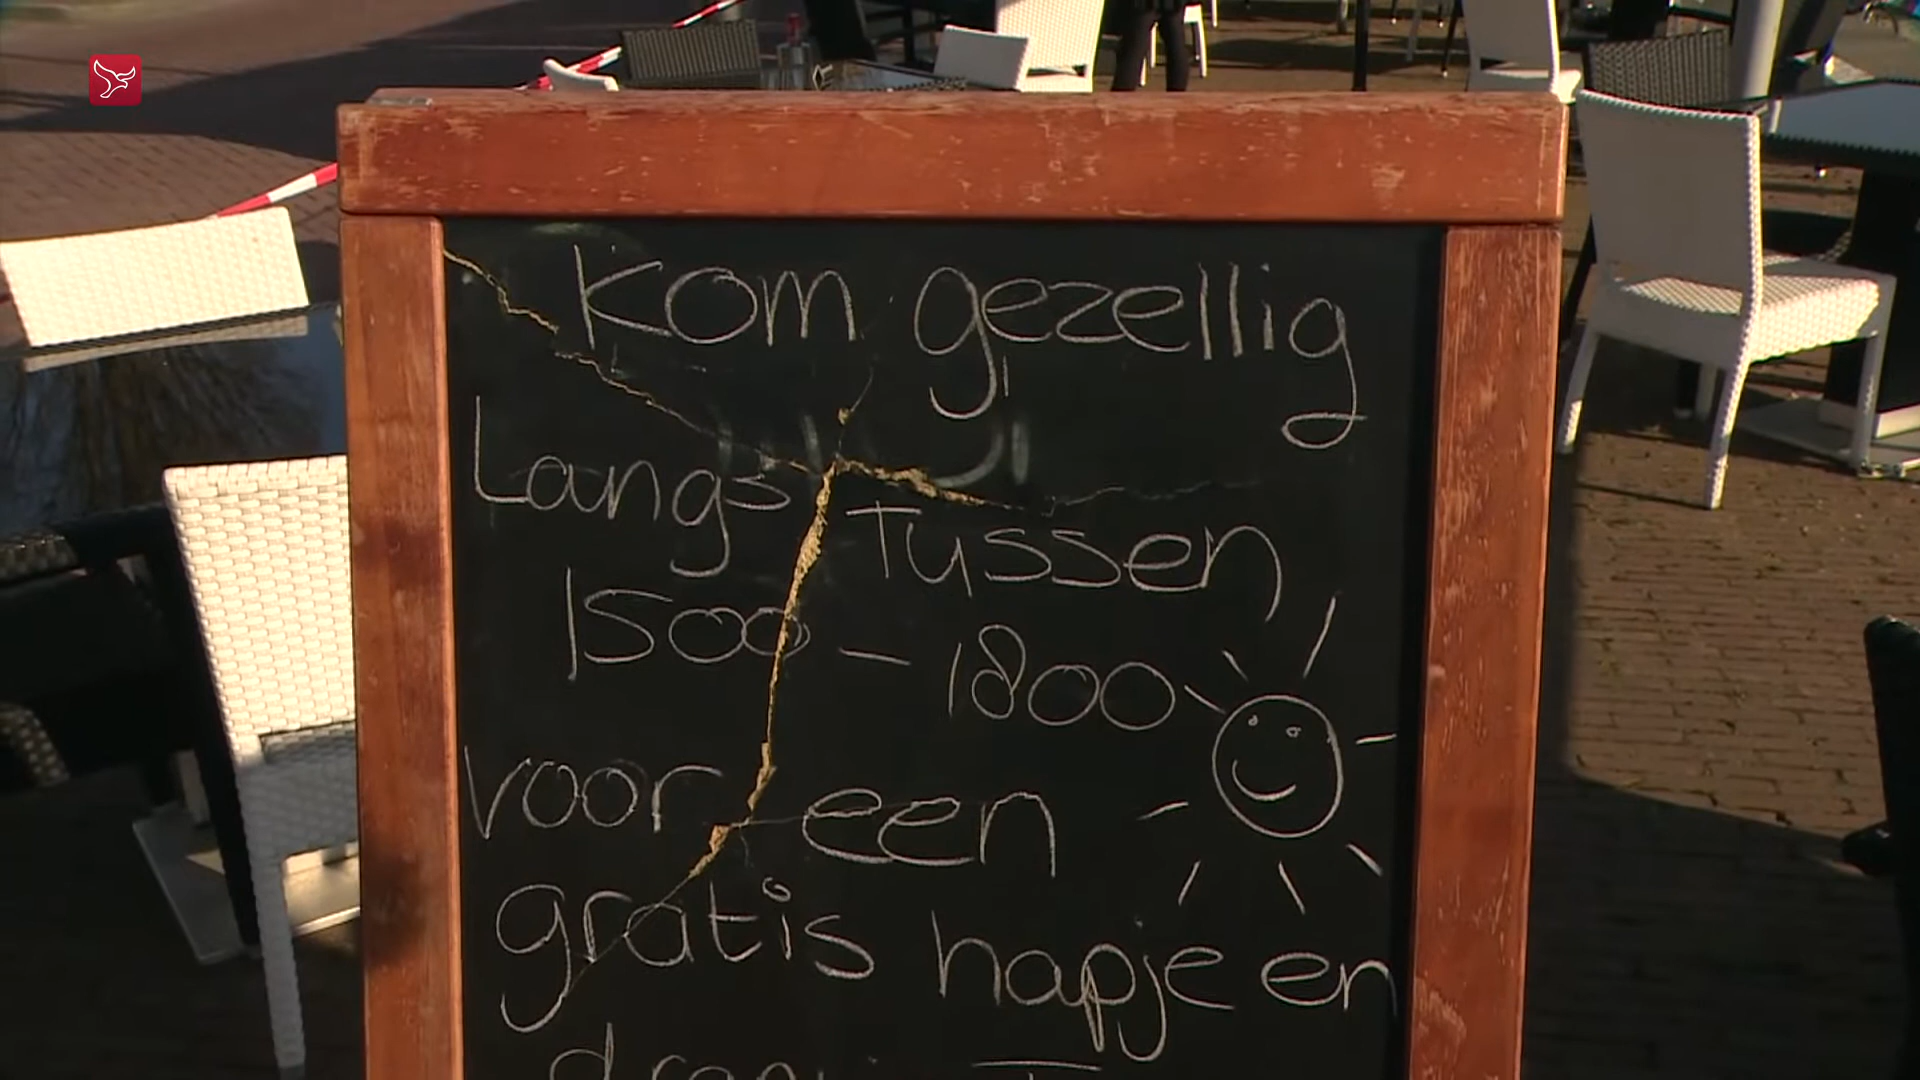 Kom gezellig
Langs Tussen
1500 - 1800
voor een
gratis hapje en